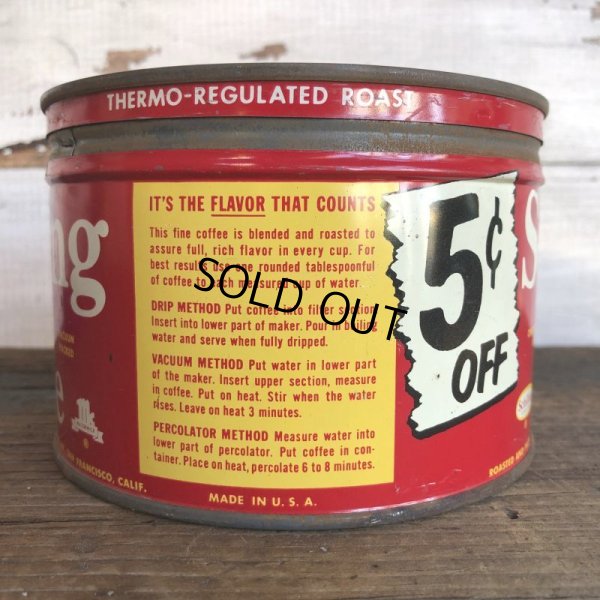 THERMO-REGULATED ROAST
ng
IT'S THE FLAVOR THAT COUNTS
This fine coffee is blended and roasted to
assure full, rich flavor in every cup. For
best results use one rounded tablespoonful
of coffee to each measured cup of water.
DRIP METHOD Put coffee into filter section.
Insert into lower part of maker. Pour in boiling
water and serve when fully dripped.
VACUUM METHOD Put water in lower part
of the maker. Insert upper section, measure
in coffee. Put on heat. Stir when the water
rises. Leave on heat 3 minutes.
PERCOLATOR METHOD Measure water into
lower part of percolator. Put coffee in con-
tainer. Place on heat, percolate 6 to 8 minutes.
5¢
OFF
SOLD OUT
S
VACUUM
PACKED
e
FRANCISCO, CALIF.
MADE IN U. S. A.
ROASTED AND